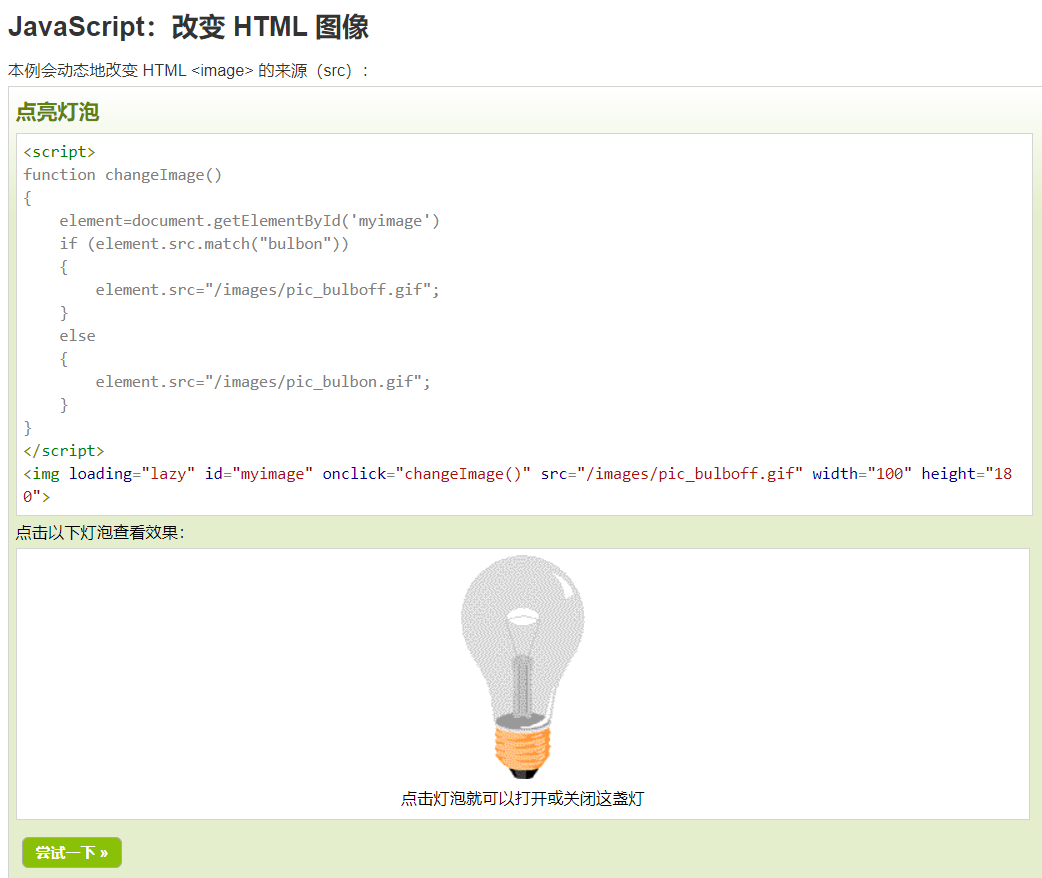 JavaScript：改变 HTML 图像
本例会动态地改变 HTML <image> 的来源（src）：
点亮灯泡
<script>
function changeImage()
{
    element=document.getElementById('myimage')
    if (element.src.match("bulbon"))
    {
        element.src="/images/pic_bulboff.gif";
    }
    else
    {
        element.src="/images/pic_bulbon.gif";
    }
}
</script>
<img loading="lazy" id="myimage" onclick="changeImage()" src="/images/pic_bulboff.gif" width="100" height="18
0">
点击以下灯泡查看效果：
点击灯泡就可以打开或关闭这盏灯
尝试一下 »